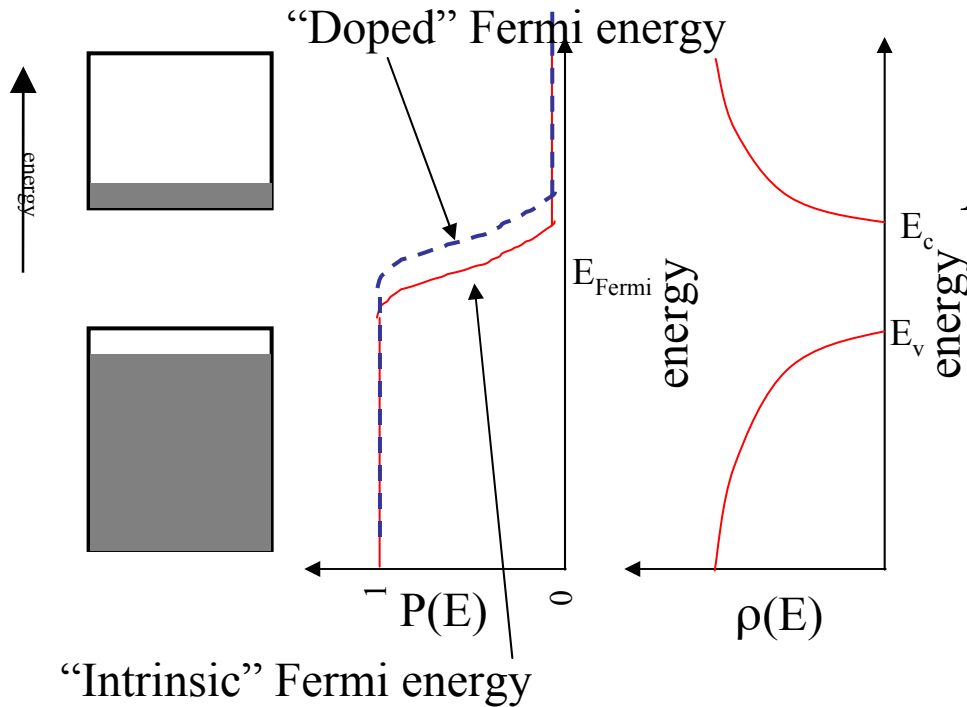 “Doped” Fermi energy
energy
E_Fermi
energy
E_c
E_v
energy
1
P(E)
0
ρ(E)
“Intrinsic” Fermi energy